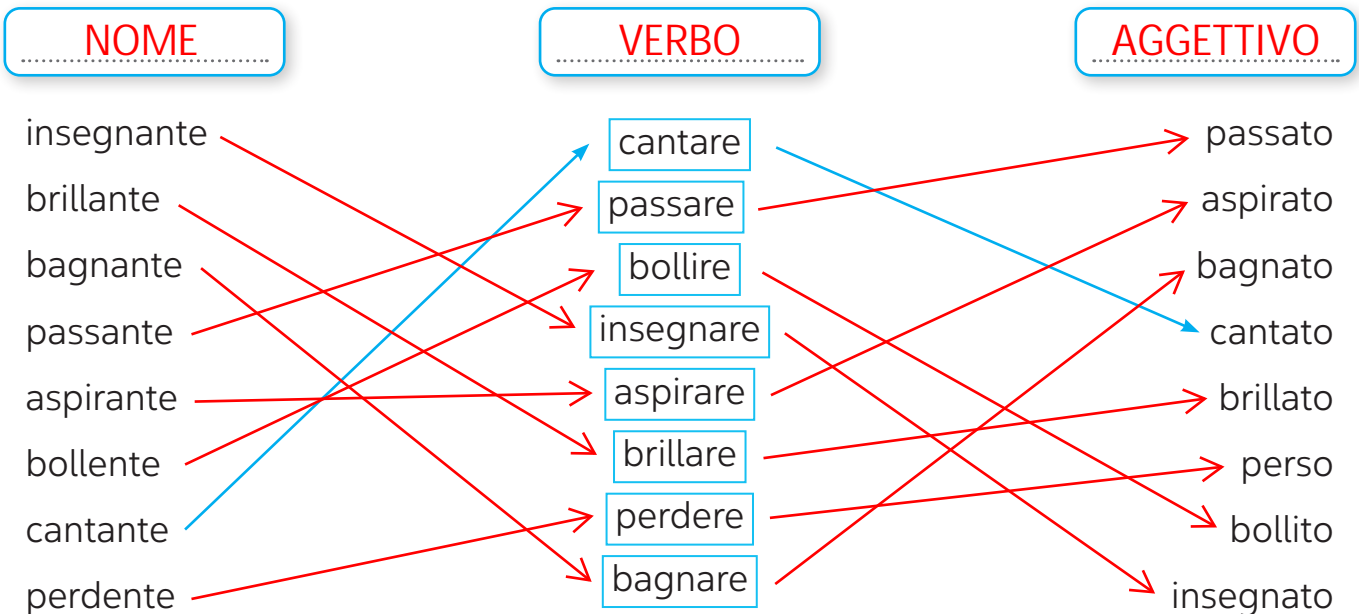 NOME
VERBO
AGGETTIVO
insegnante
brillante
bagnante
passante
aspirante
bollente
cantante
perdente
cantare
passare
bollire
insegnare
aspirare
brillare
perdere
bagnare
passato
aspirato
bagnato
cantato
brillato
perso
bollito
insegnato